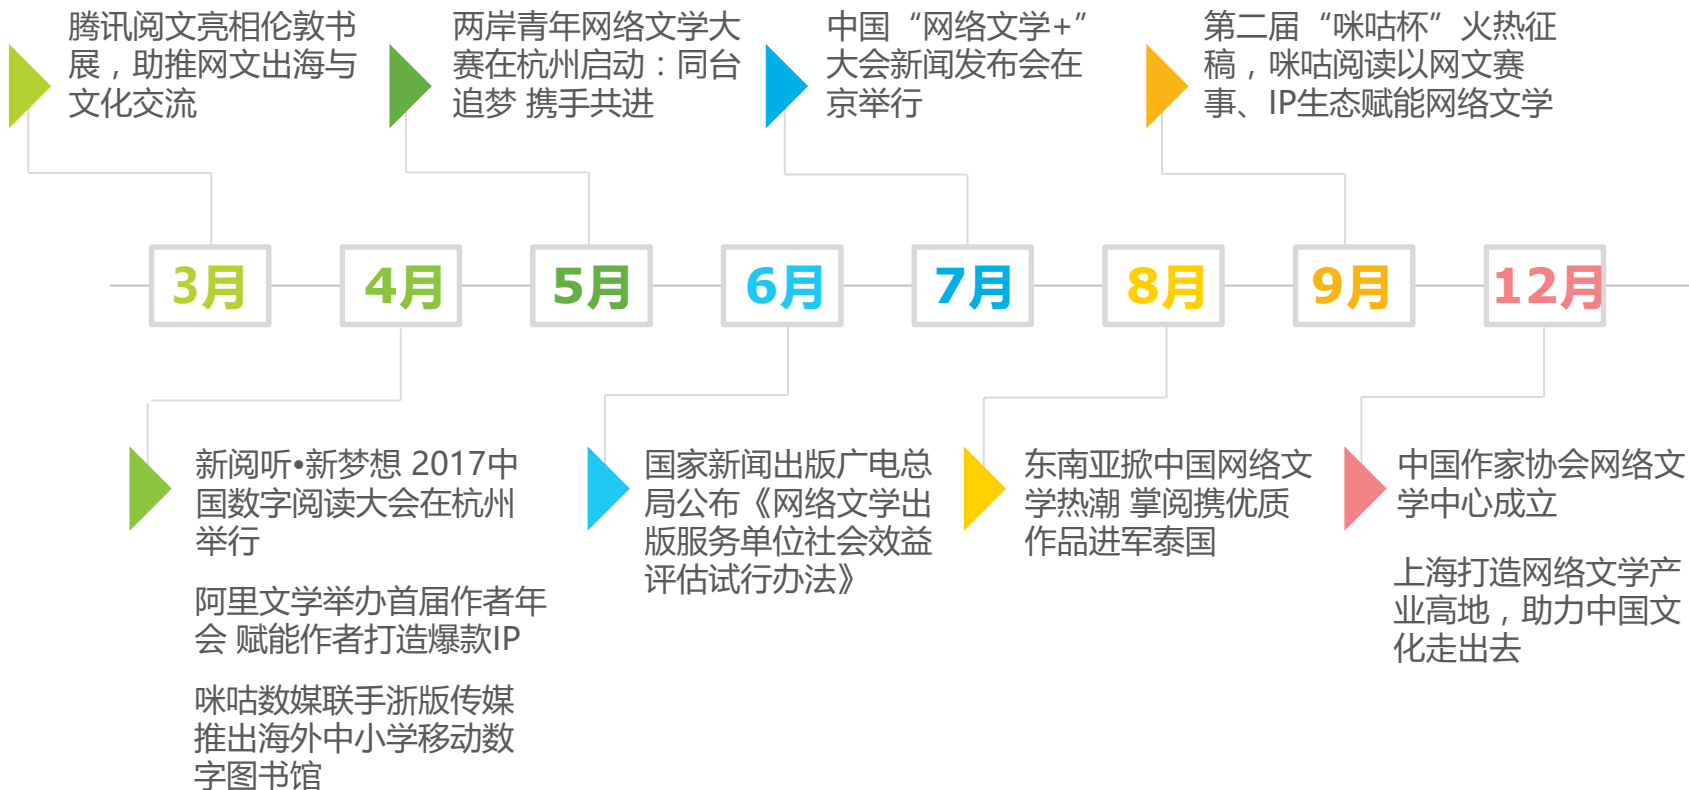 腾讯阅文亮相伦敦书
展，助推网文出海与
文化交流
两岸青年网络文学大
赛在杭州启动：同台
追梦 携手共进
中国“网络文学+”
大会新闻发布会在
京举行
第二届“咪咕杯”火热征
稿，咪咕阅读以网文赛
事、IP生态赋能网络文学
3月
4月
5月
6月
7月
8月
9月
12月
新阅听•新梦想 2017中
国数字阅读大会在杭州
举行
阿里文学举办首届作者年
会 赋能作者打造爆款IP
咪咕数媒联手浙版传媒
推出海外中小学移动数
字图书馆
国家新闻出版广电总
局公布《网络文学出
版服务单位社会效益
评估试行办法》
东南亚掀中国网络文
学热潮 掌阅携优质
作品进军泰国
中国作家协会网络文
学中心成立
上海打造网络文学产
业高地，助力中国文
化走出去